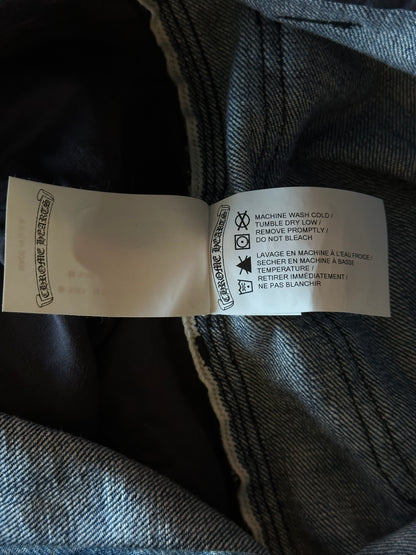 CHROME HEARTS
CHROME HEARTS
MACHINE WASH COLD /
TUMBLE DRY LOW /
REMOVE PROMPTLY /
DO NOT BLEACH
LAVAGE EN MACHINE À L'EAU FROIDE /
SECHER EN MACHINE À BASSE
TEMPERATURE /
RETIRER IMMÉDIATEMENT /
NE PAS BLANCHIR